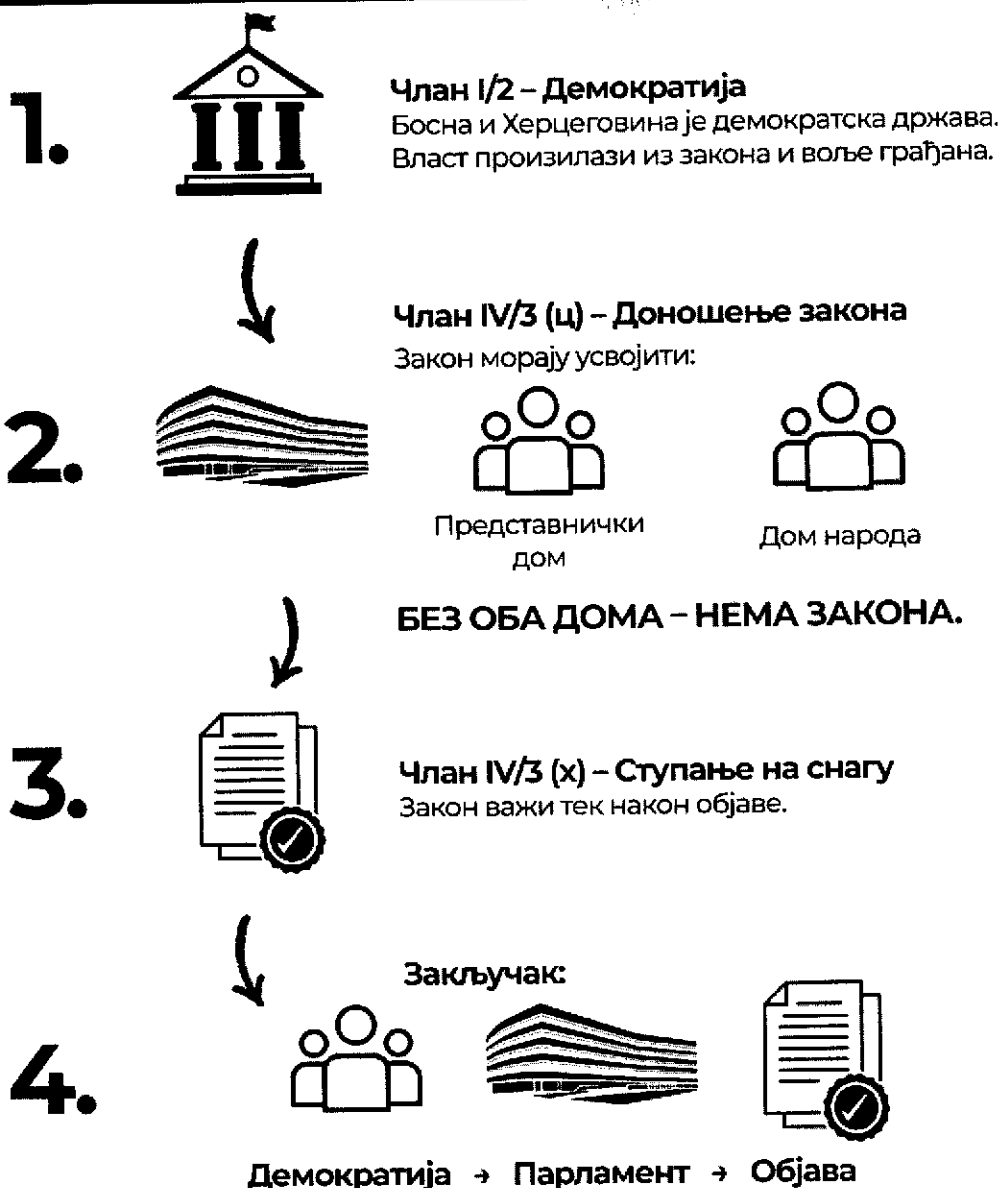 1.
Члан I/2 – Демократија
Босна и Херцеговина је демократска држава.
Власт произилази из закона и воље грађана.
2.
Члан IV/3 (ц) – Доношење закона
Закон морају усвојити:
Представнички
дом
Дом народа
БЕЗ ОБА ДОМА – НЕМА ЗАКОНА.
3.
Члан IV/3 (х) – Ступање на снагу
Закон важи тек након објаве.
4.
Закључак:
Демократија → Парламент → Објава